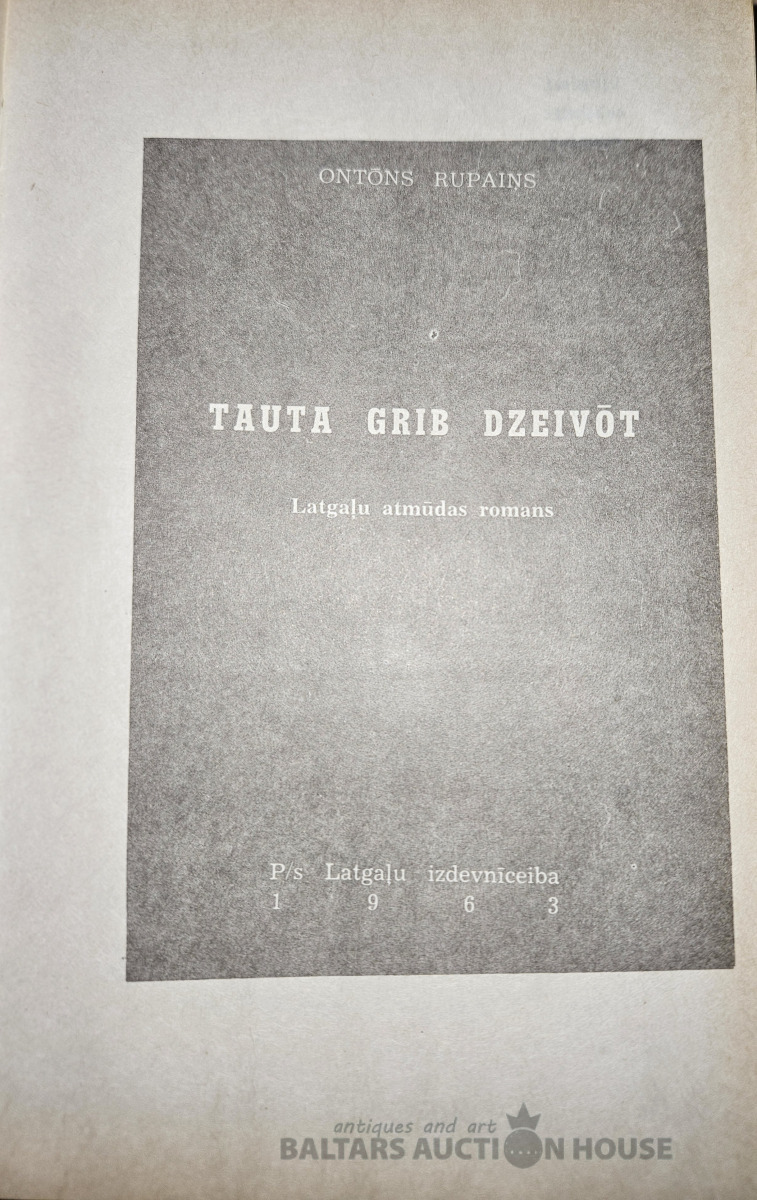 ONTŌNS RUPAIŅS
TAUTA GRIB DZEIVŌT
Latgaļu atmūdas romans
P/s Latgaļu izdevnīceiba
1 9 6 3
antiques and art
BALTARS AUCTION HOUSE